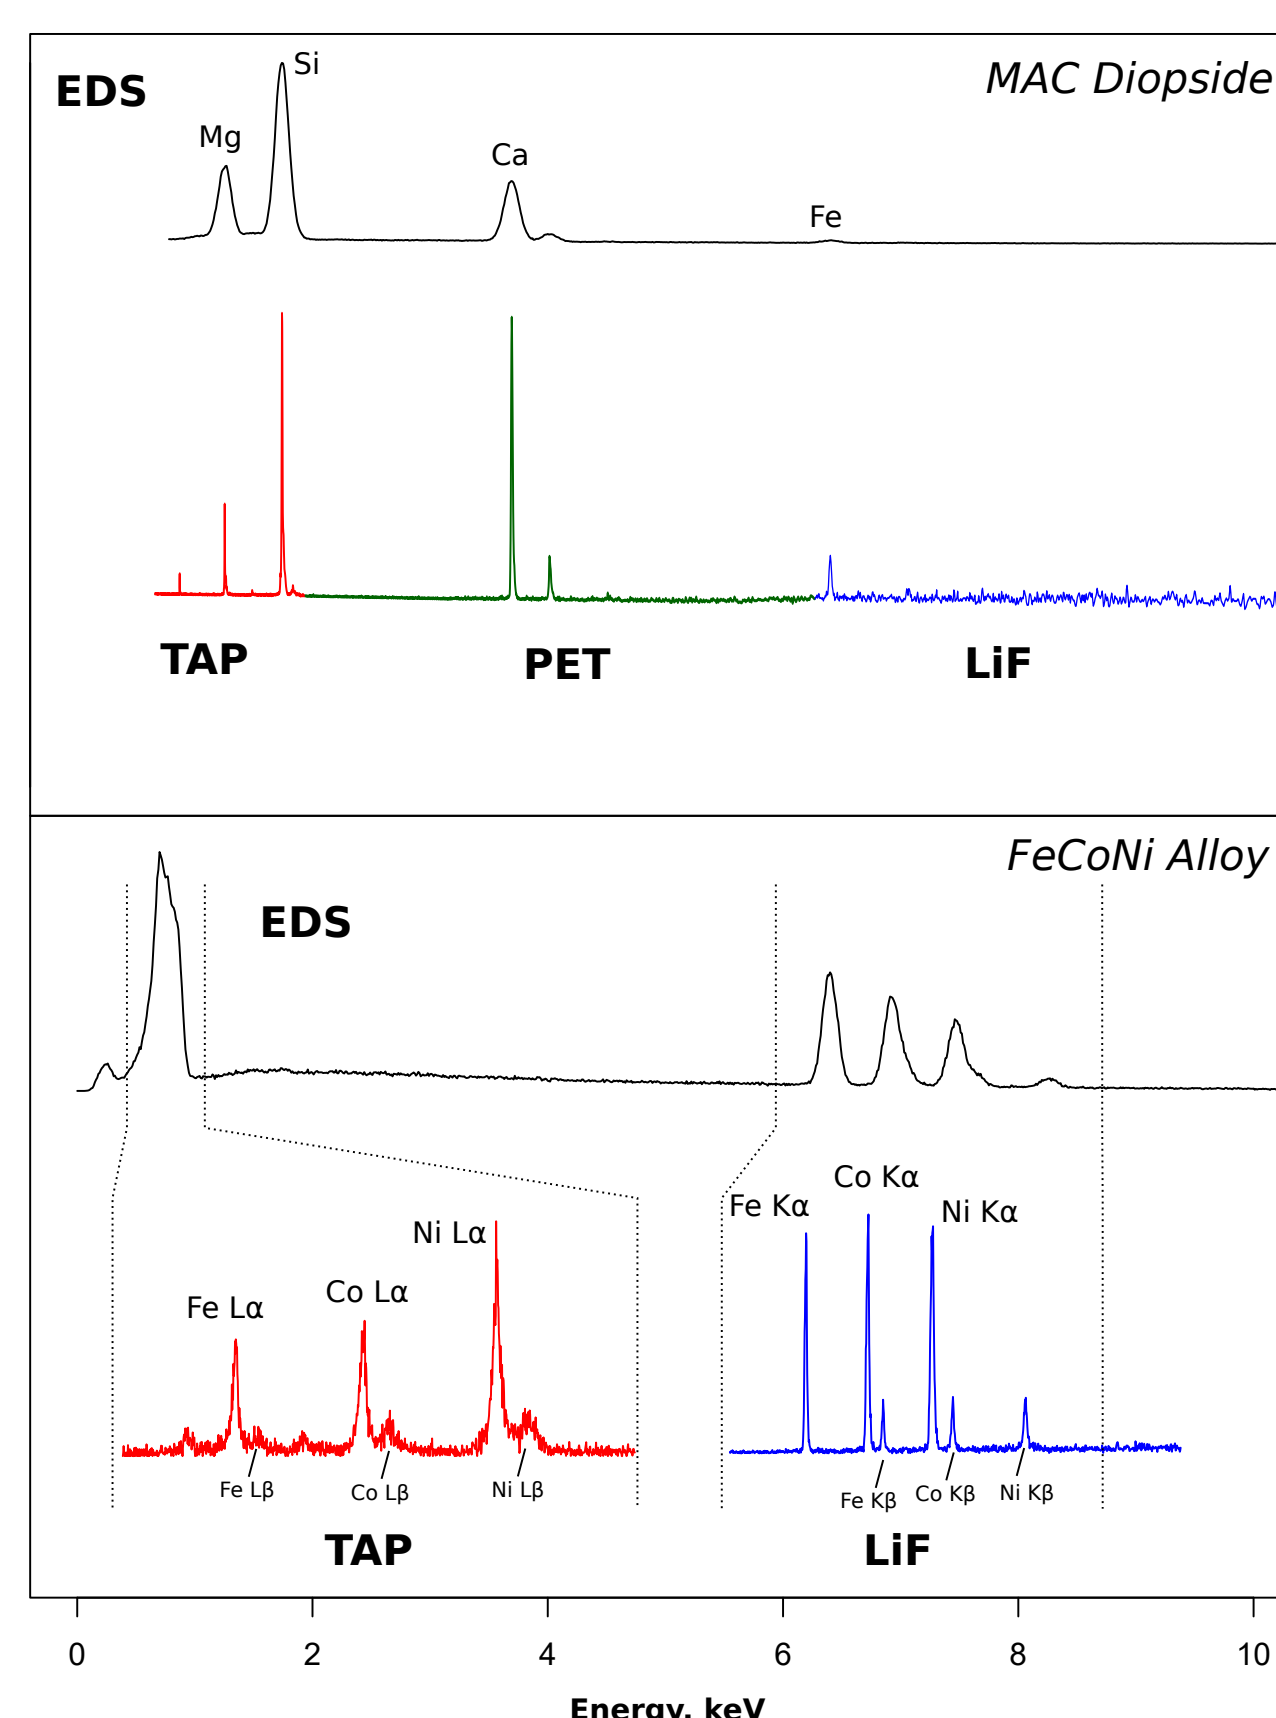 MAC Diopside
EDS
Si
Mg
Ca
Fe
TAP
PET
LiF
FeCoNi Alloy
EDS
Co Kα
Fe Kα
Ni Kα
Ni Lα
Co Lα
Fe Lα
Fe Lβ
Co Lβ
Ni Lβ
Fe Kβ
Co Kβ
Ni Kβ
TAP
LiF
0 2 4 6 8 10
Energy, keV